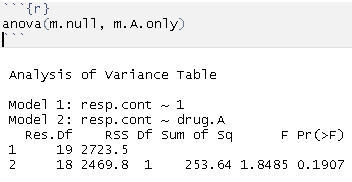 ```{r}
anova(m.null, m.A.only)
```
Analysis of Variance Table
Model 1: resp.cont ~ 1
Model 2: resp.cont ~ drug.A
  Res.Df    RSS Df Sum of Sq      F Pr(>F)
1     19 2723.5
2     18 2469.8  1    253.64 1.8485 0.1907